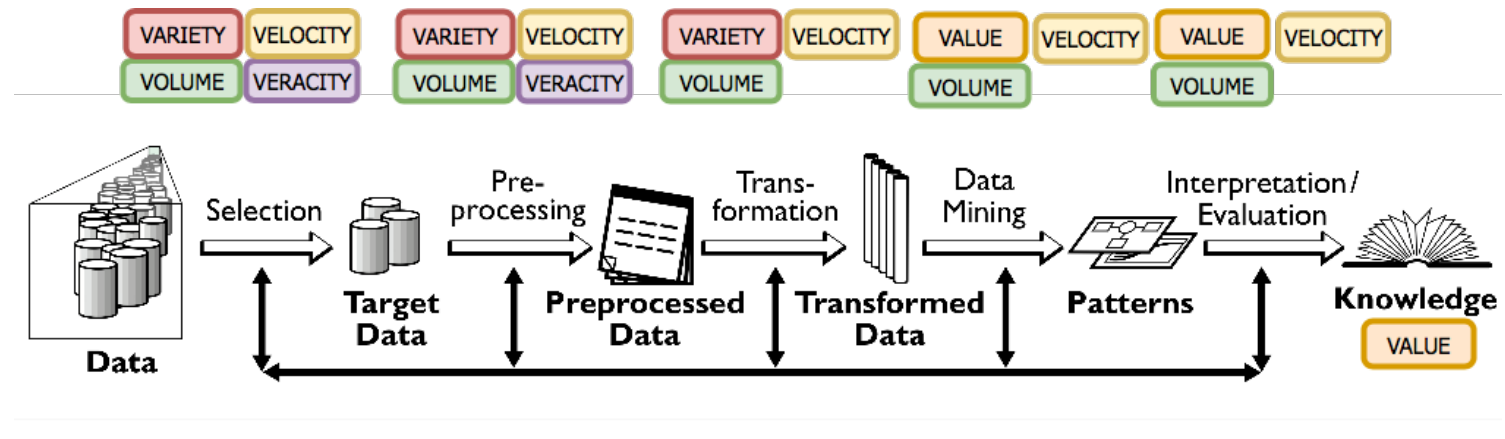 VARIETY VELOCITY VARIETY VELOCITY VARIETY VELOCITY VALUE VELOCITY VALUE VELOCITY
VOLUME VERACITY VOLUME VERACITY VOLUME VOLUME VOLUME
Selection
Pre-
processing
Trans-
formation
Data
Mining
Interpretation/
Evaluation
Data
Target
Data
Preprocessed
Data
Transformed
Data
Patterns
Knowledge
VALUE